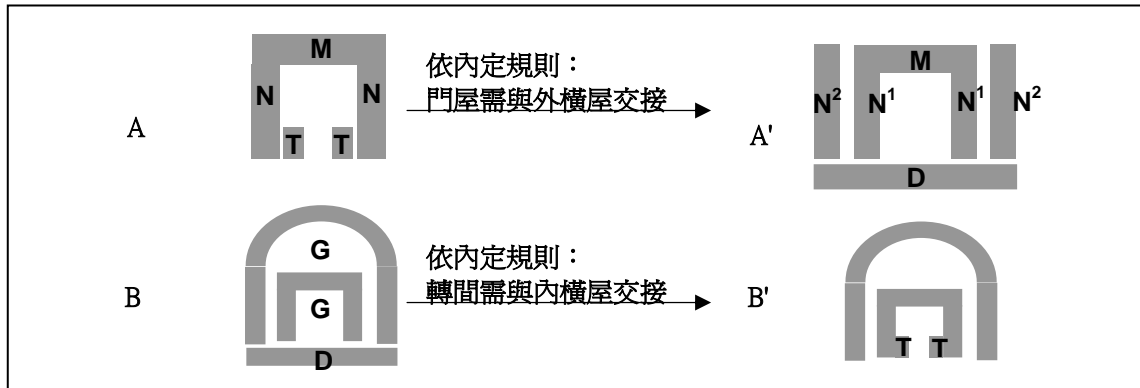 M
依內定規則：
門屋需與外橫屋交接
M
N N
N² N¹ N¹ N²
A
T T
A'
D
G
依內定規則：
轉間需與內橫屋交接
B
G
B'
D
T T